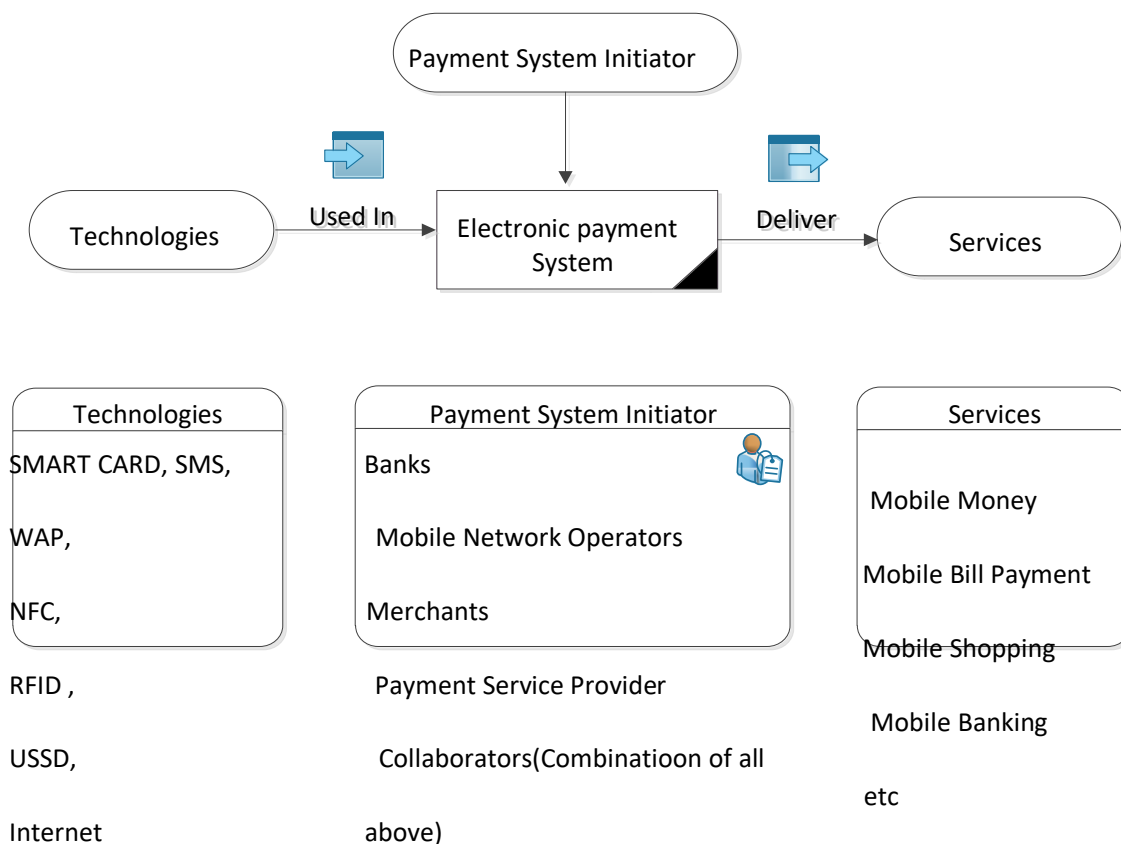 Payment System Initiator
Used In
Deliver
Technologies
Electronic payment
System
Services
Technologies
SMART CARD, SMS,
WAP,
NFC,
RFID ,
USSD,
Internet
Payment System Initiator
Banks
Mobile Network Operators
Merchants
Payment Service Provider
Collaborators(Combinatioon of all
above)
Services
Mobile Money
Mobile Bill Payment
Mobile Shopping
Mobile Banking
etc